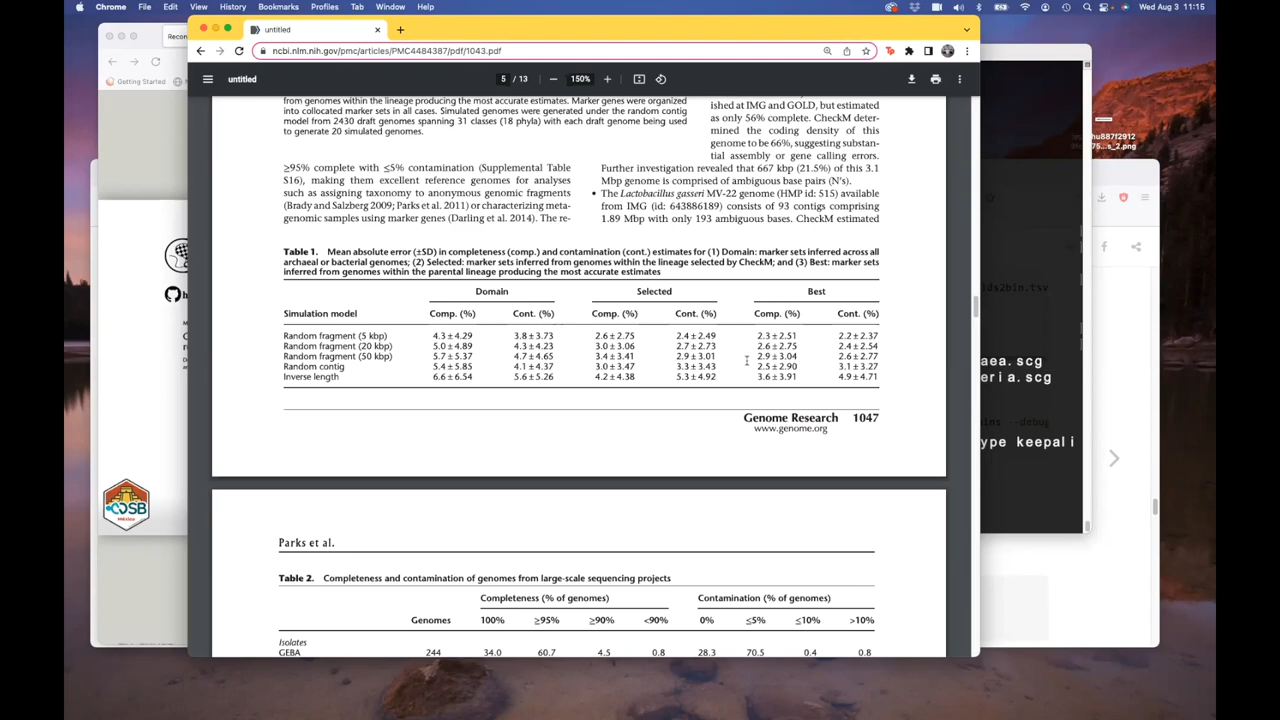 Chrome File Edit View History Bookmarks Profiles Tab Window Help Wed Aug 3 11:15
Recon
untitled
ncbi.nlm.nih.gov/pmc/articles/PMC4484387/pdf/1043.pdf
Getting Started
untitled 5 / 13 150%
from genomes within the lineage producing the most accurate estimates. Marker genes were organized
into collocated marker sets in all cases. Simulated genomes were generated under the random contig
model from 2430 draft genomes spanning 31 classes (18 phyla) with each draft genome being used
to generate 20 simulated genomes.
≥95% complete with ≤5% contamination (Supplemental Table
S16), making them excellent reference genomes for analyses
such as assigning taxonomy to anonymous genomic fragments
(Brady and Salzberg 2009; Parks et al. 2011) or characterizing meta-
genomic samples using marker genes (Darling et al. 2014). The re-
ished at IMG and GOLD, but estimated
as only 56% complete. CheckM deter-
mined the coding density of this
genome to be 66%, suggesting substan-
tial assembly or gene calling errors.
Further investigation revealed that 667 kbp (21.5%) of this 3.1
Mbp genome is comprised of ambiguous base pairs (N's).
• The Lactobacillus gasseri MV-22 genome (HMP id: 515) available
from IMG (id: 643886189) consists of 93 contigs comprising
1.89 Mbp with only 193 ambiguous bases. CheckM estimated
Table 1. Mean absolute error (±SD) in completeness (comp.) and contamination (cont.) estimates for (1) Domain: marker sets inferred across all
archaeal or bacterial genomes; (2) Selected: marker sets inferred from genomes within the lineage selected by CheckM; and (3) Best: marker sets
inferred from genomes within the parental lineage producing the most accurate estimates
Domain Selected Best
Simulation model Comp. (%) Cont. (%) Comp. (%) Cont. (%) Comp. (%) Cont. (%)
Random fragment (5 kbp) 4.3 ± 4.29 3.8 ± 3.73 2.6 ± 2.75 2.4 ± 2.49 2.3 ± 2.51 2.2 ± 2.37
Random fragment (20 kbp) 5.0 ± 4.89 4.3 ± 4.23 3.0 ± 3.06 2.7 ± 2.73 2.6 ± 2.75 2.4 ± 2.54
Random fragment (50 kbp) 5.7 ± 5.37 4.7 ± 4.65 3.4 ± 3.41 2.9 ± 3.01 2.9 ± 3.04 2.6 ± 2.77
Random contig 5.4 ± 5.85 4.1 ± 4.37 3.0 ± 3.47 3.3 ± 3.43 2.5 ± 2.90 3.1 ± 3.27
Inverse length 6.6 ± 6.54 5.6 ± 5.26 4.2 ± 4.38 5.3 ± 4.92 3.6 ± 3.91 4.9 ± 4.71
Genome Research 1047
www.genome.org
Parks et al.
Table 2. Completeness and contamination of genomes from large-scale sequencing projects
Completeness (% of genomes) Contamination (% of genomes)
Genomes 100% ≥95% ≥90% <90% 0% ≤5% ≤10% >10%
Isolates
GEBA 244 34.0 60.7 4.5 0.8 28.3 70.5 0.4 0.8
COSB
México
hu887f2912
e75...s_2.png
lds2bin.tsv
aea.scg
eria.scg
ins --debug
ype keepali